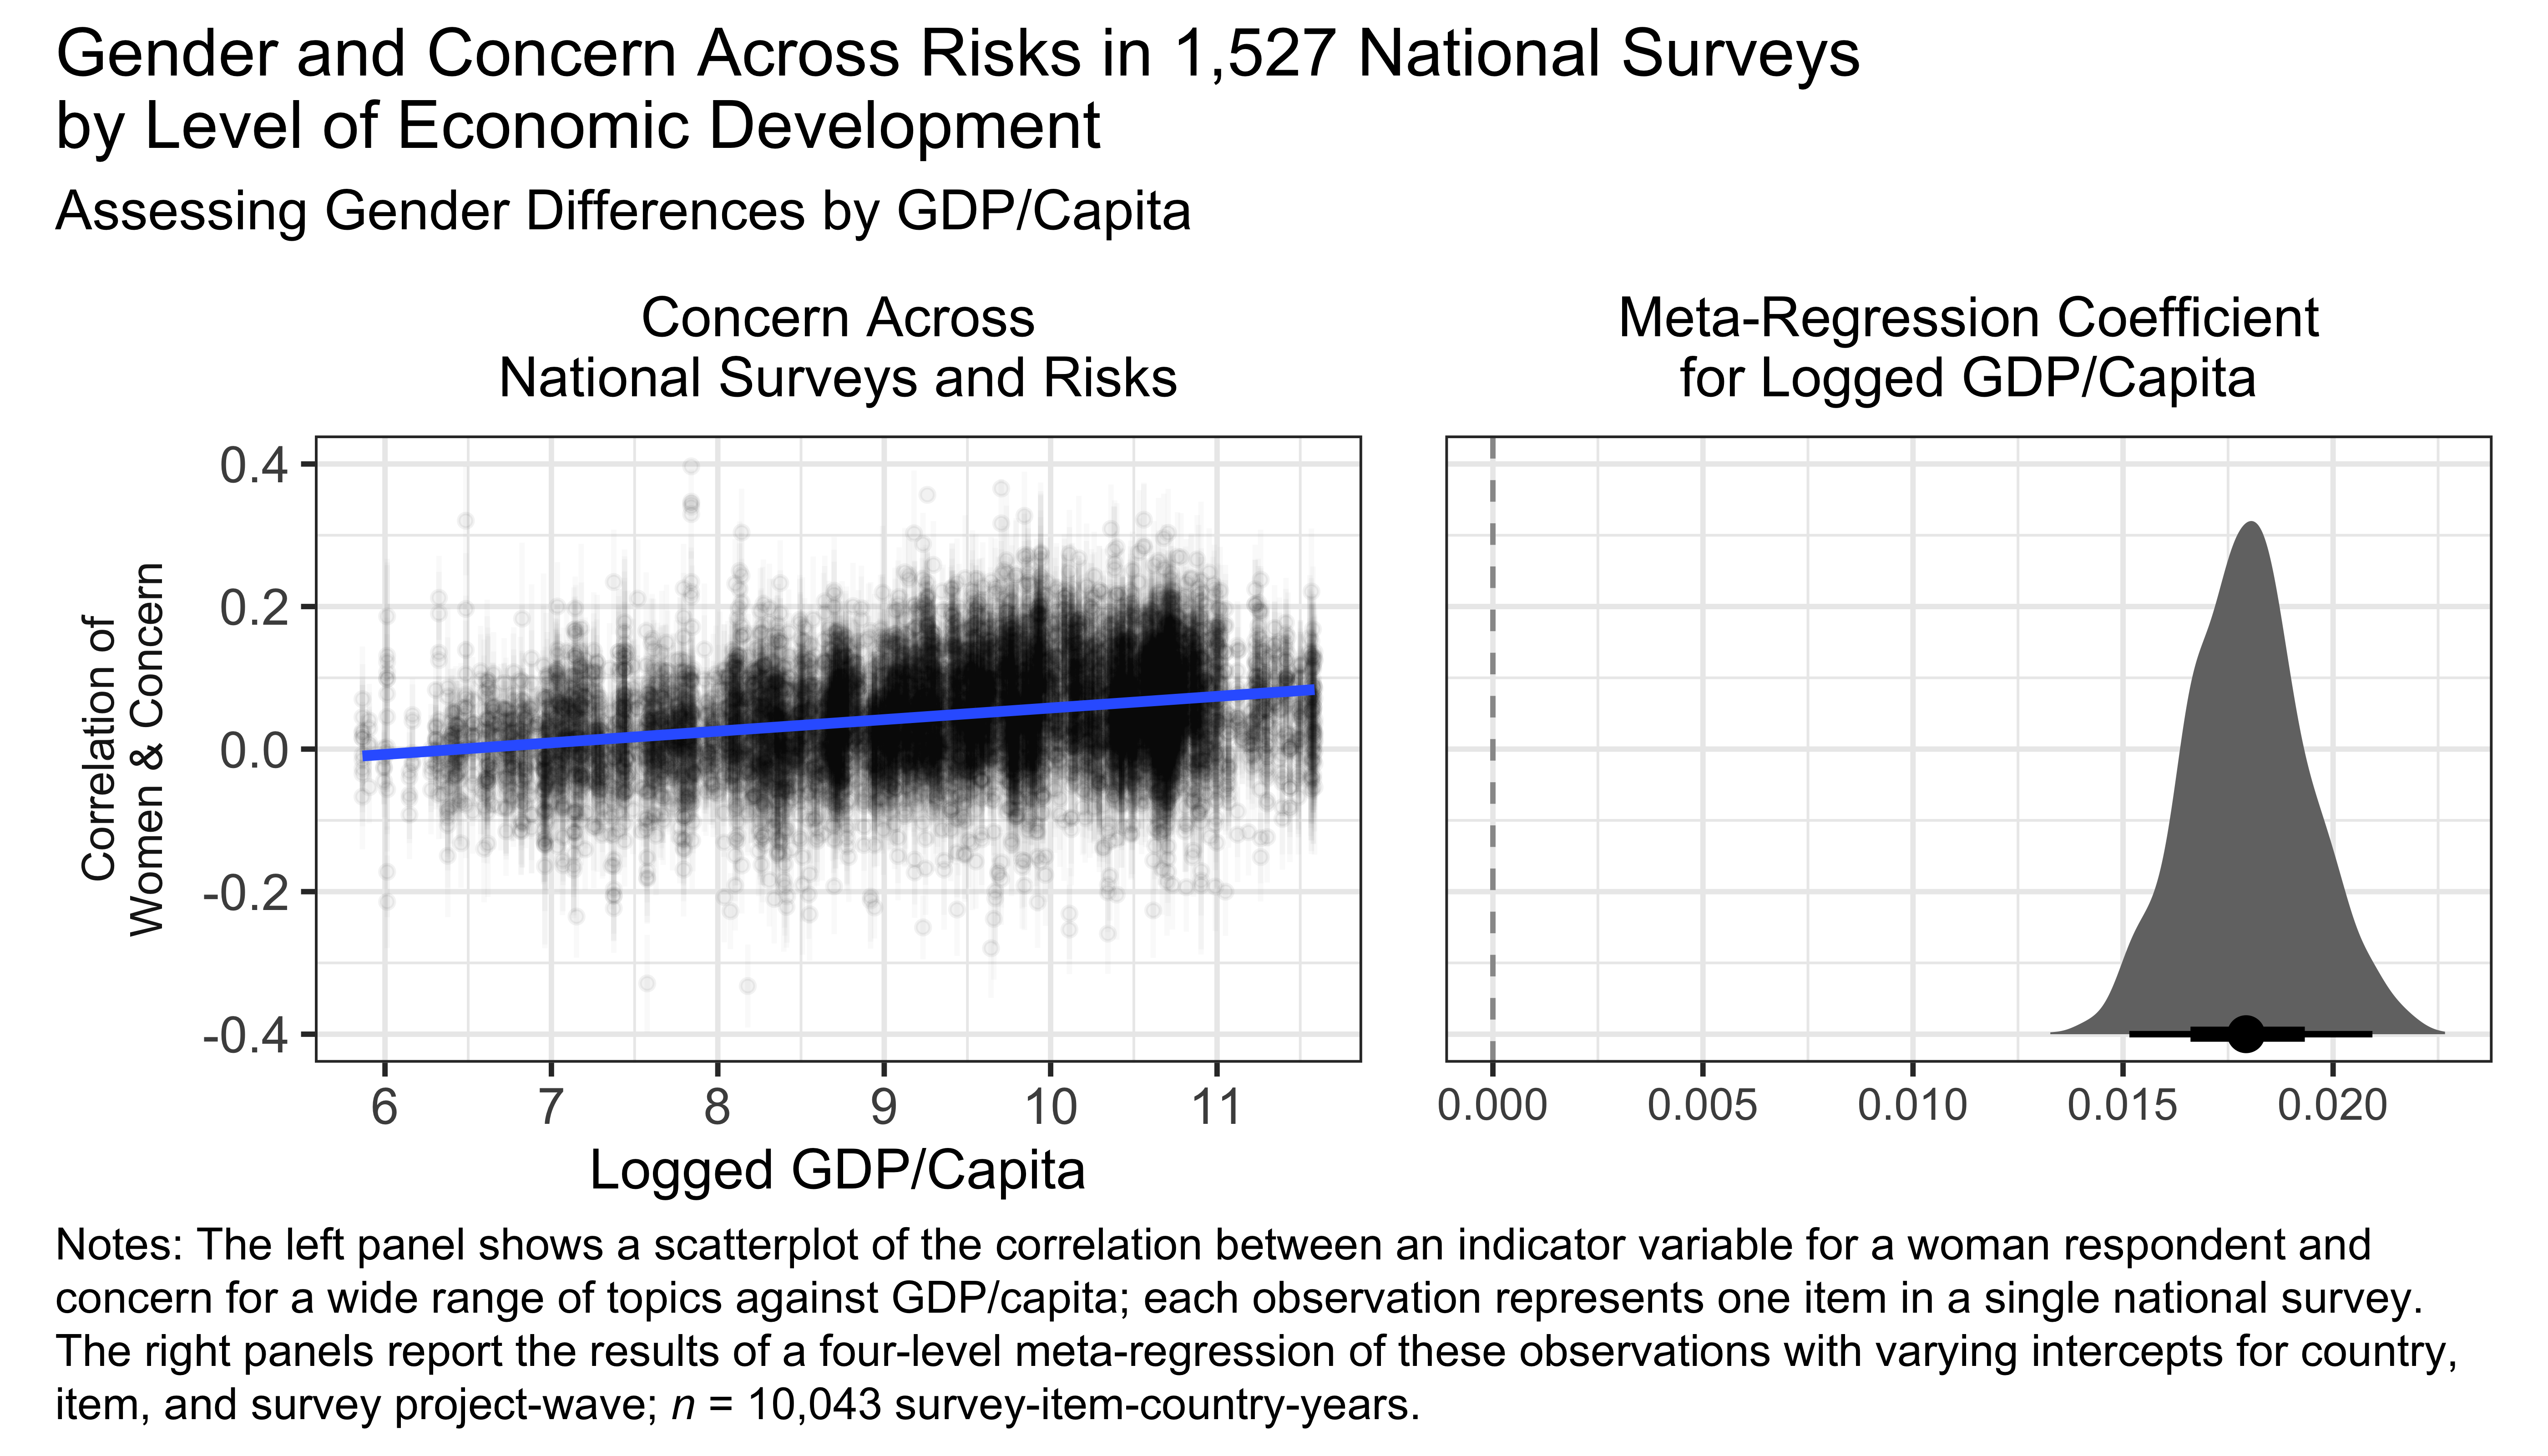 Gender and Concern Across Risks in 1,527 National Surveys
by Level of Economic Development
Assessing Gender Differences by GDP/Capita
Concern Across
National Surveys and Risks
Meta-Regression Coefficient
for Logged GDP/Capita
Correlation of
Women & Concern
0.4
0.2
0.0
-0.2
-0.4
6 7 8 9 10 11
Logged GDP/Capita
0.000 0.005 0.010 0.015 0.020
Notes: The left panel shows a scatterplot of the correlation between an indicator variable for a woman respondent and
concern for a wide range of topics against GDP/capita; each observation represents one item in a single national survey.
The right panels report the results of a four-level meta-regression of these observations with varying intercepts for country,
item, and survey project-wave; n = 10,043 survey-item-country-years.